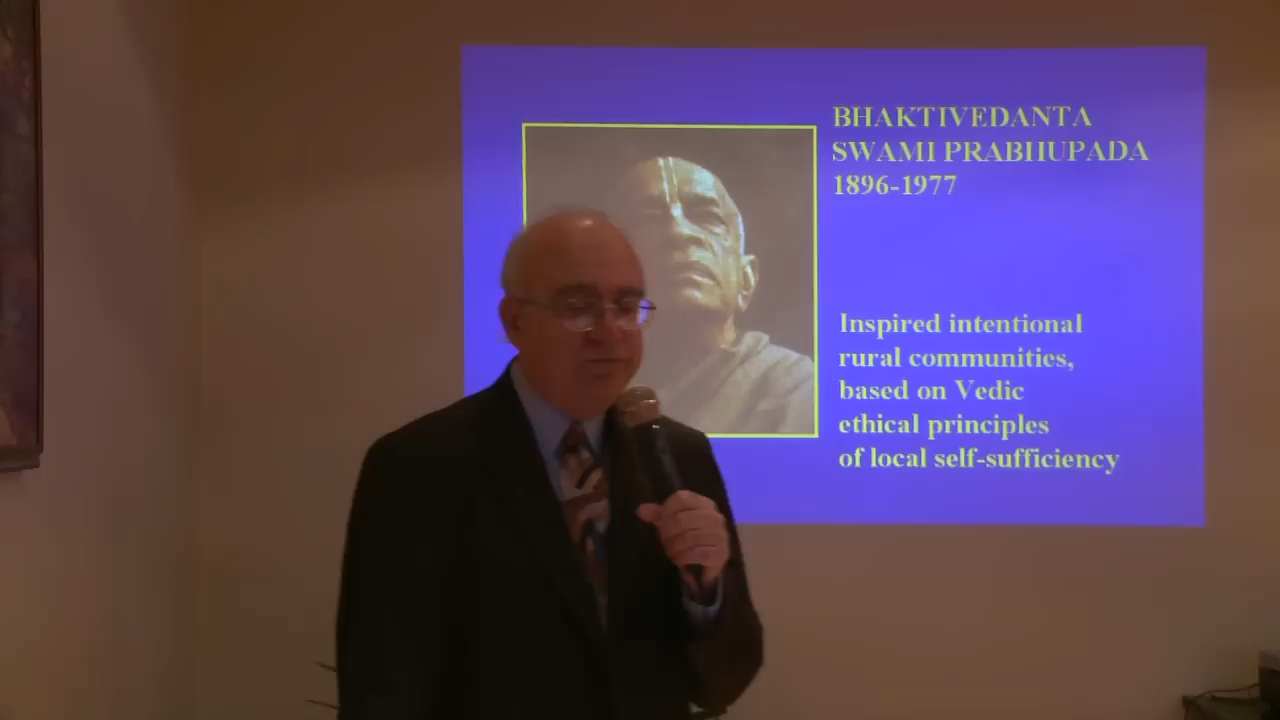 BHAKTIVEDANTA
SWAMI PRABHUPADA
1896-1977
Inspired intentional
rural communities,
based on Vedic
ethical principles
of local self-sufficiency